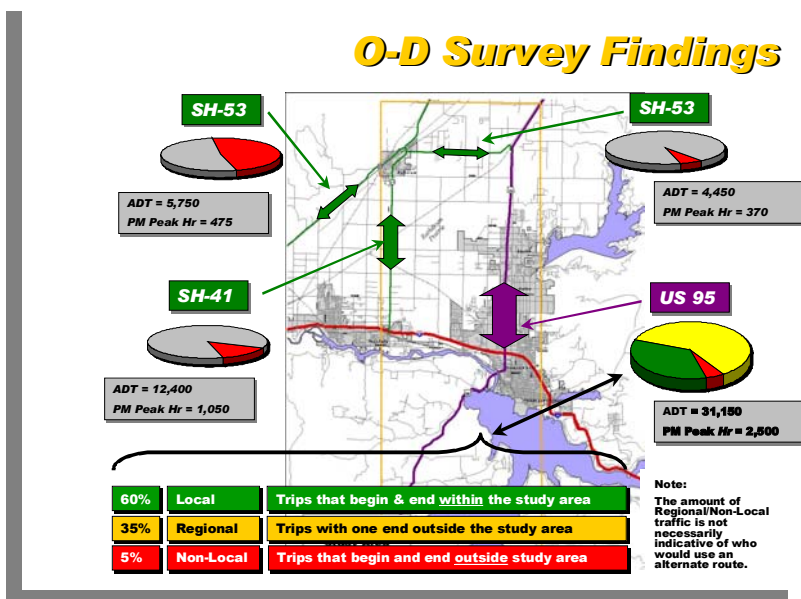 O-D Survey Findings
SH-53
SH-53
ADT = 5,750
PM Peak Hr = 475
ADT = 4,450
PM Peak Hr = 370
SH-41
US 95
ADT = 12,400
PM Peak Hr = 1,050
ADT = 31,150
PM Peak Hr = 2,500
60% Local Trips that begin & end within the study area
35% Regional Trips with one end outside the study area
5% Non-Local Trips that begin and end outside study area
Note:
The amount of
Regional/Non-Local
traffic is not
necessarily
indicative of who
would use an
alternate route.